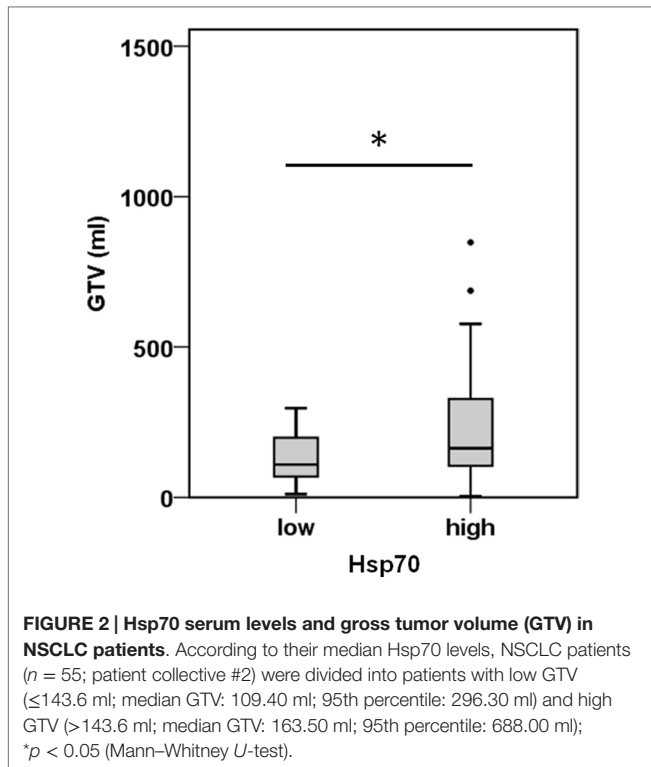 1500
*
1000
GTV (ml)
500
0
low high
Hsp70
FIGURE 2 | Hsp70 serum levels and gross tumor volume (GTV) in
NSCLC patients. According to their median Hsp70 levels, NSCLC patients
(n = 55; patient collective #2) were divided into patients with low GTV
(≤143.6 ml; median GTV: 109.40 ml; 95th percentile: 296.30 ml) and high
GTV (>143.6 ml; median GTV: 163.50 ml; 95th percentile: 688.00 ml);
*p < 0.05 (Mann–Whitney U-test).